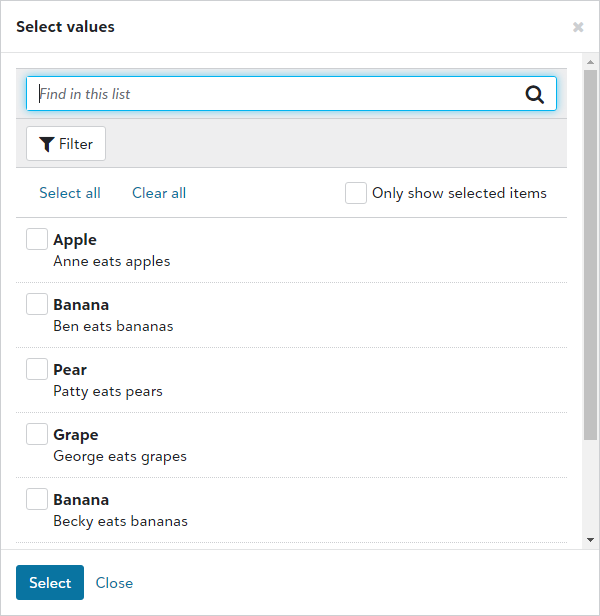 Select values
Find in this list
Filter
Select all Clear all Only show selected items
Apple
Anne eats apples
Banana
Ben eats bananas
Pear
Patty eats pears
Grape
George eats grapes
Banana
Becky eats bananas
Select Close